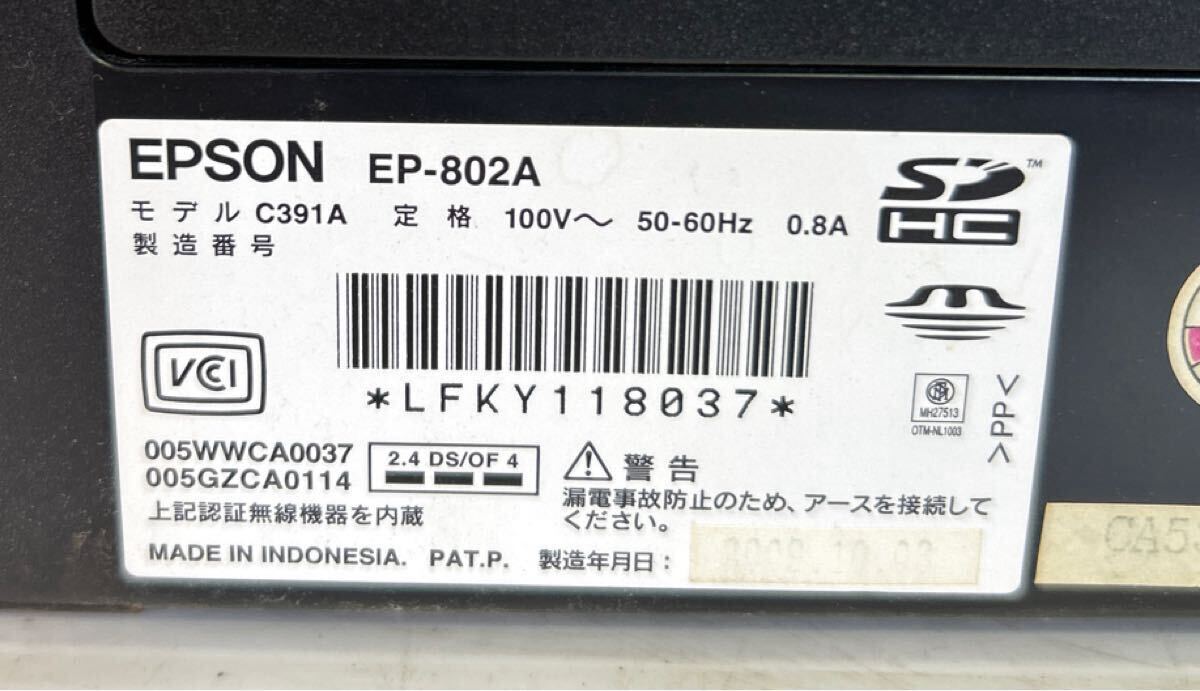 EPSON EP-802A
モデル C391A 定格 100V～ 50-60Hz 0.8A
製造番号
SD™
HC
VCI
*LFKY118037*
MH27513
OTM-NL1003
>PP<
005WWCA0037
005GZCA0114
2.4 DS/OF 4
上記認証無線機器を内蔵
警告
漏電事故防止のため、アースを接続して
ください。
MADE IN INDONESIA. PAT.P. 製造年月日：
CA5